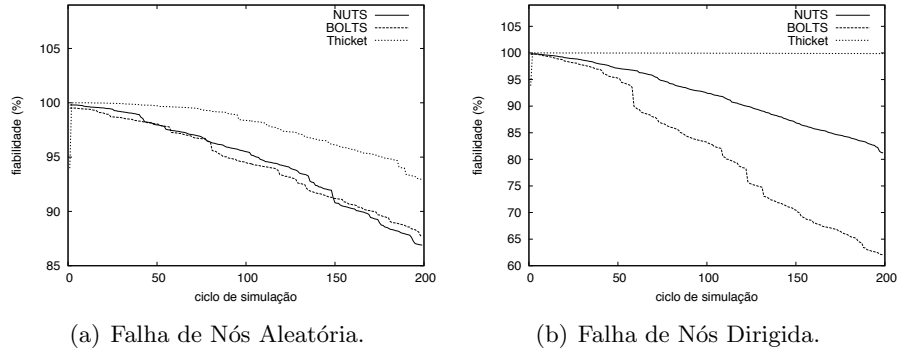 NUTS
BOLTS
Thicket
fiabilidade (%)
105
100
95
90
85
0 50 100 150 200
ciclo de simulação
(a) Falha de Nós Aleatória.
NUTS
BOLTS
Thicket
fiabilidade (%)
105
100
95
90
85
80
75
70
65
60
0 50 100 150 200
ciclo de simulação
(b) Falha de Nós Dirigida.